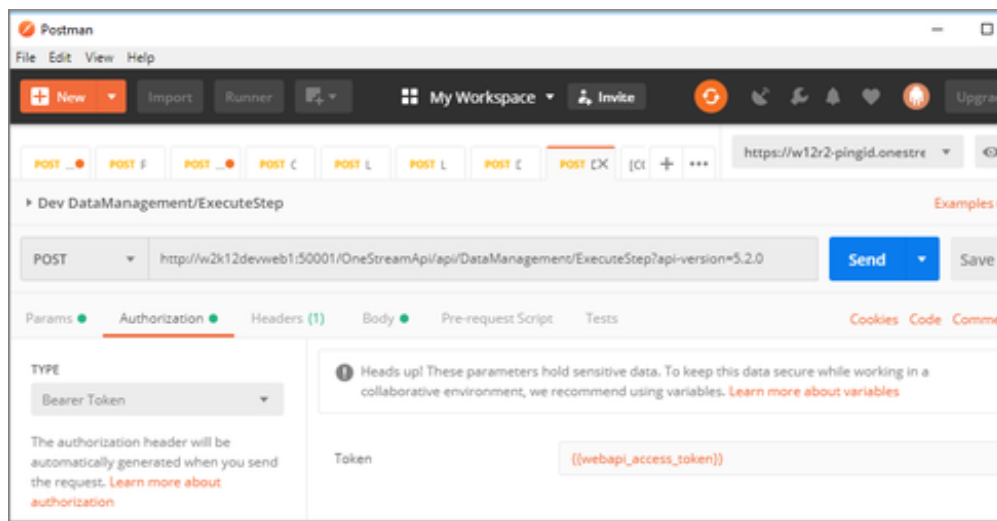 Postman
File Edit View Help
New Import Runner My Workspace Invite Upgra
POST ... POST F POST ... POST C POST L POST L POST POST [CC + ••• https://w12r2-pingid.onestre
Dev DataManagement/ExecuteStep Examples
POST http://w2k12devweb1:50001/OneStreamApi/api/DataManagement/ExecuteStep?api-version=5.2.0 Send Save
Params Authorization Headers (1) Body Pre-request Script Tests Cookies Code Comme
TYPE
Bearer Token
The authorization header will be
automatically generated when you send
the request. Learn more about
authorization
Heads up! These parameters hold sensitive data. To keep this data secure while working in a
collaborative environment, we recommend using variables. Learn more about variables
Token {{webapi_access_token}}